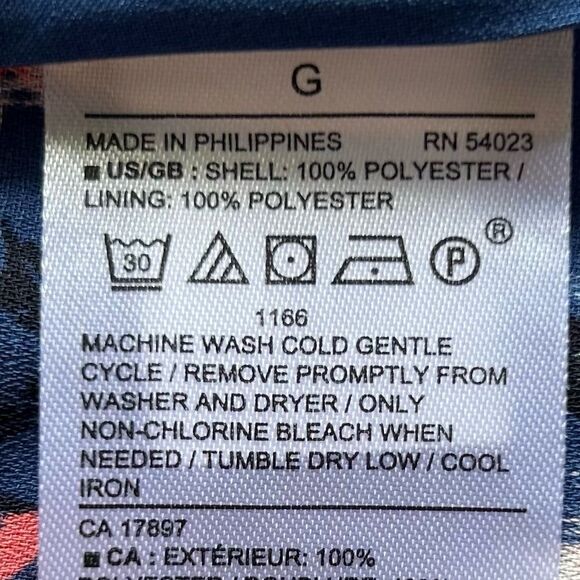 G
MADE IN PHILIPPINES RN 54023
US/GB : SHELL: 100% POLYESTER /
LINING: 100% POLYESTER
30 P ®
1166
MACHINE WASH COLD GENTLE
CYCLE / REMOVE PROMPTLY FROM
WASHER AND DRYER / ONLY
NON-CHLORINE BLEACH WHEN
NEEDED / TUMBLE DRY LOW / COOL
IRON
CA 17897
CA : EXTÉRIEUR: 100%